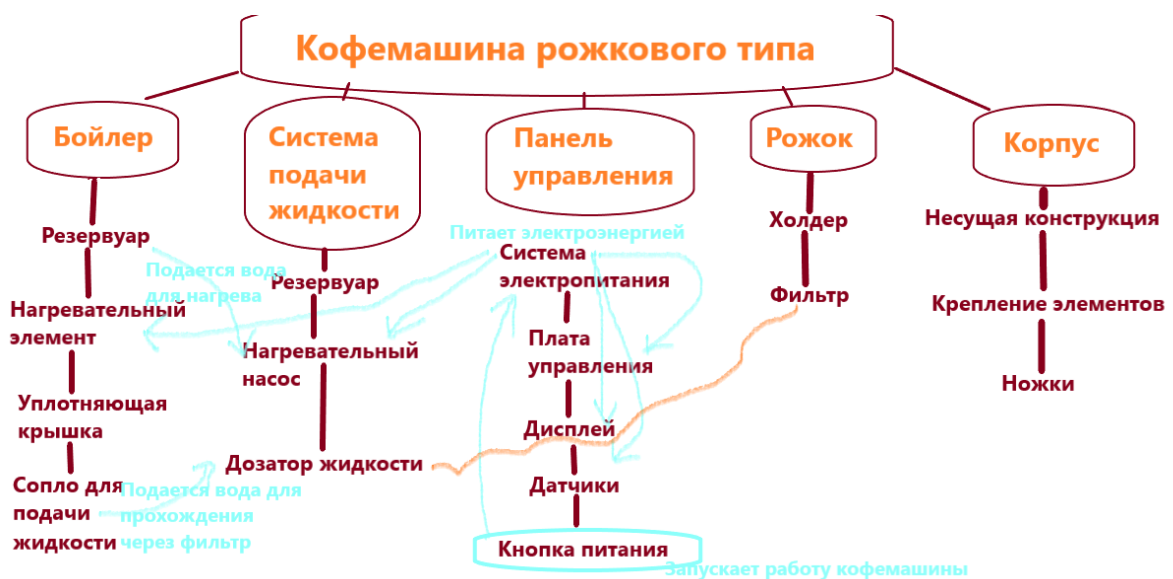 Кофемашина рожкового типа
Бойлер
Резервуар
Нагревательный
элемент
Уплотняющая
крышка
Сопло для
подачи
жидкости
Подается вода
для нагрева
Подается вода для
прохождения
через фильтр
Система
подачи
жидкости
Резервуар
Нагревательный
насос
Дозатор жидкости
Панель
управления
Питает электроэнергией
Система
электропитания
Плата
управления
Дисплей
Датчики
Кнопка питания
Запускает работу кофемашины
Рожок
Холдер
Фильтр
Корпус
Несущая конструкция
Крепление элементов
Ножки